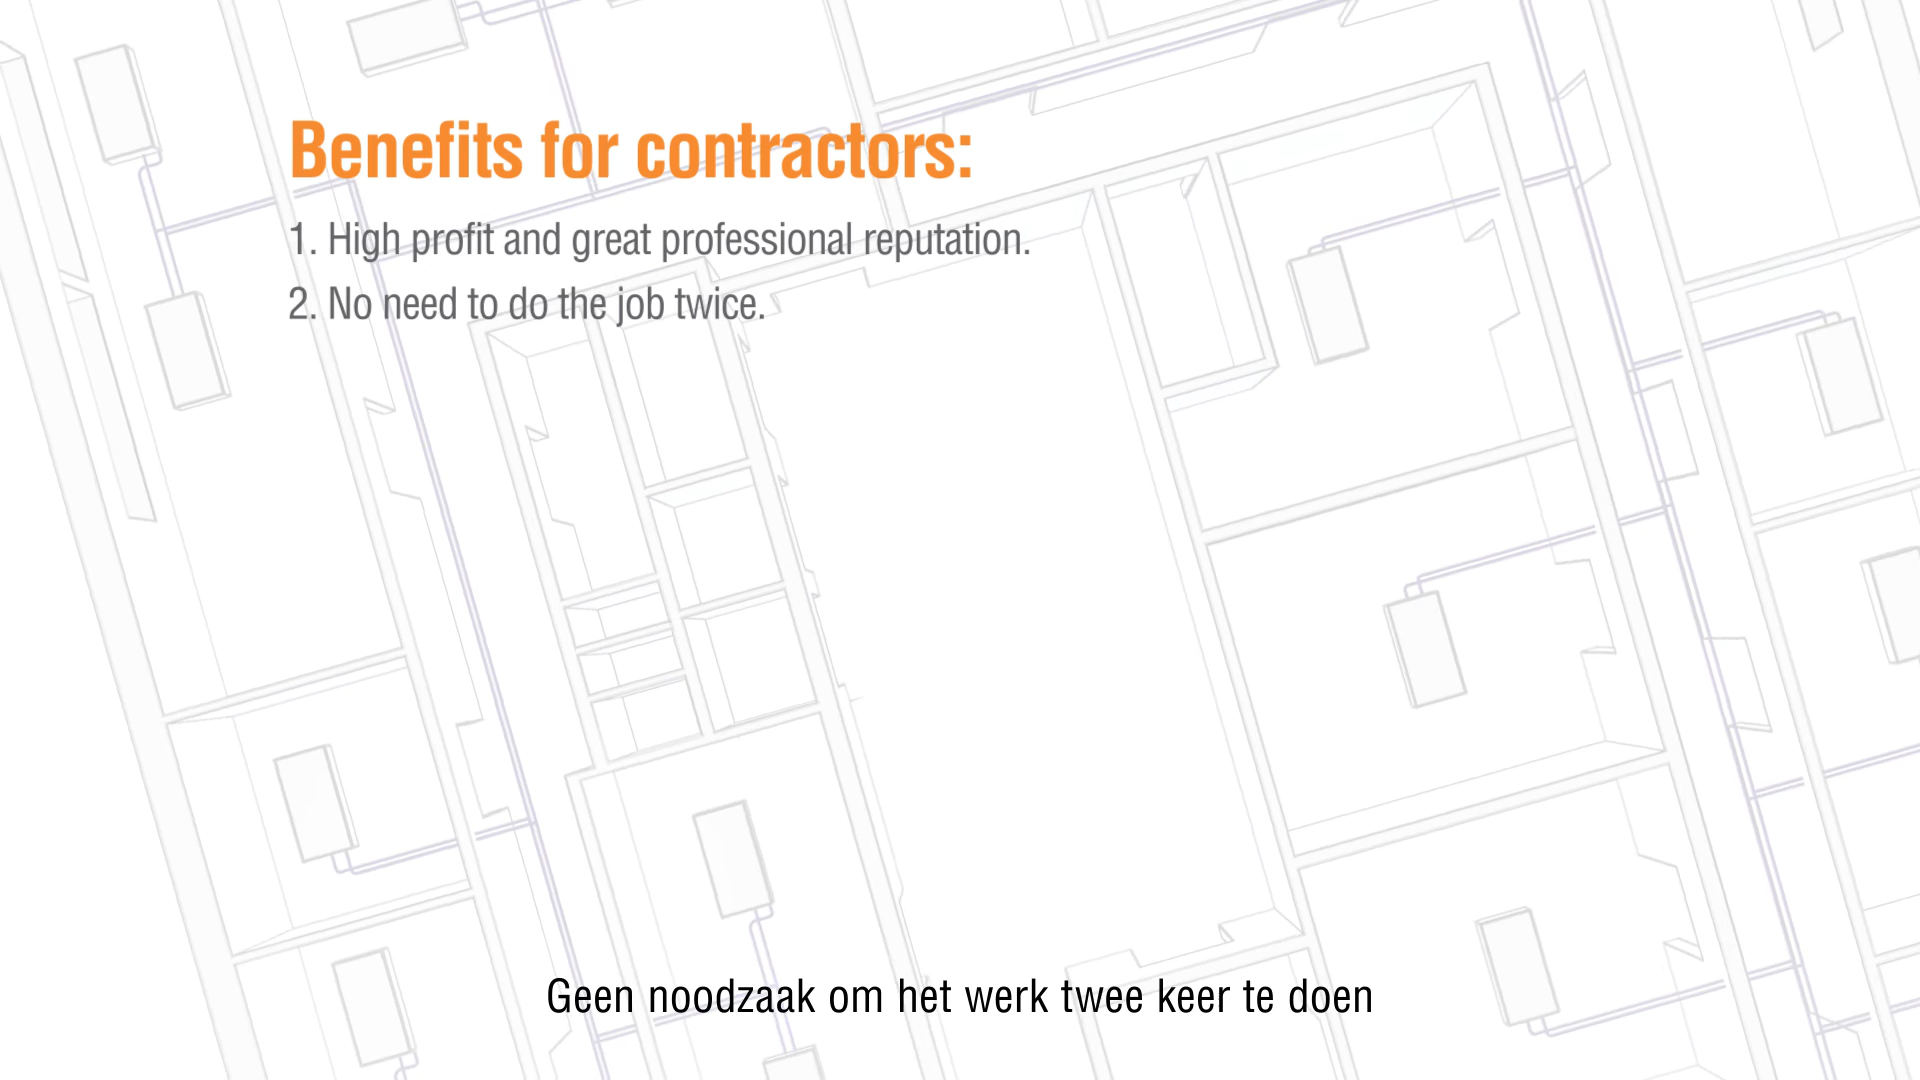 Benefits for contractors:
1. High profit and great professional reputation.
2. No need to do the job twice.
Geen noodzaak om het werk twee keer te doen